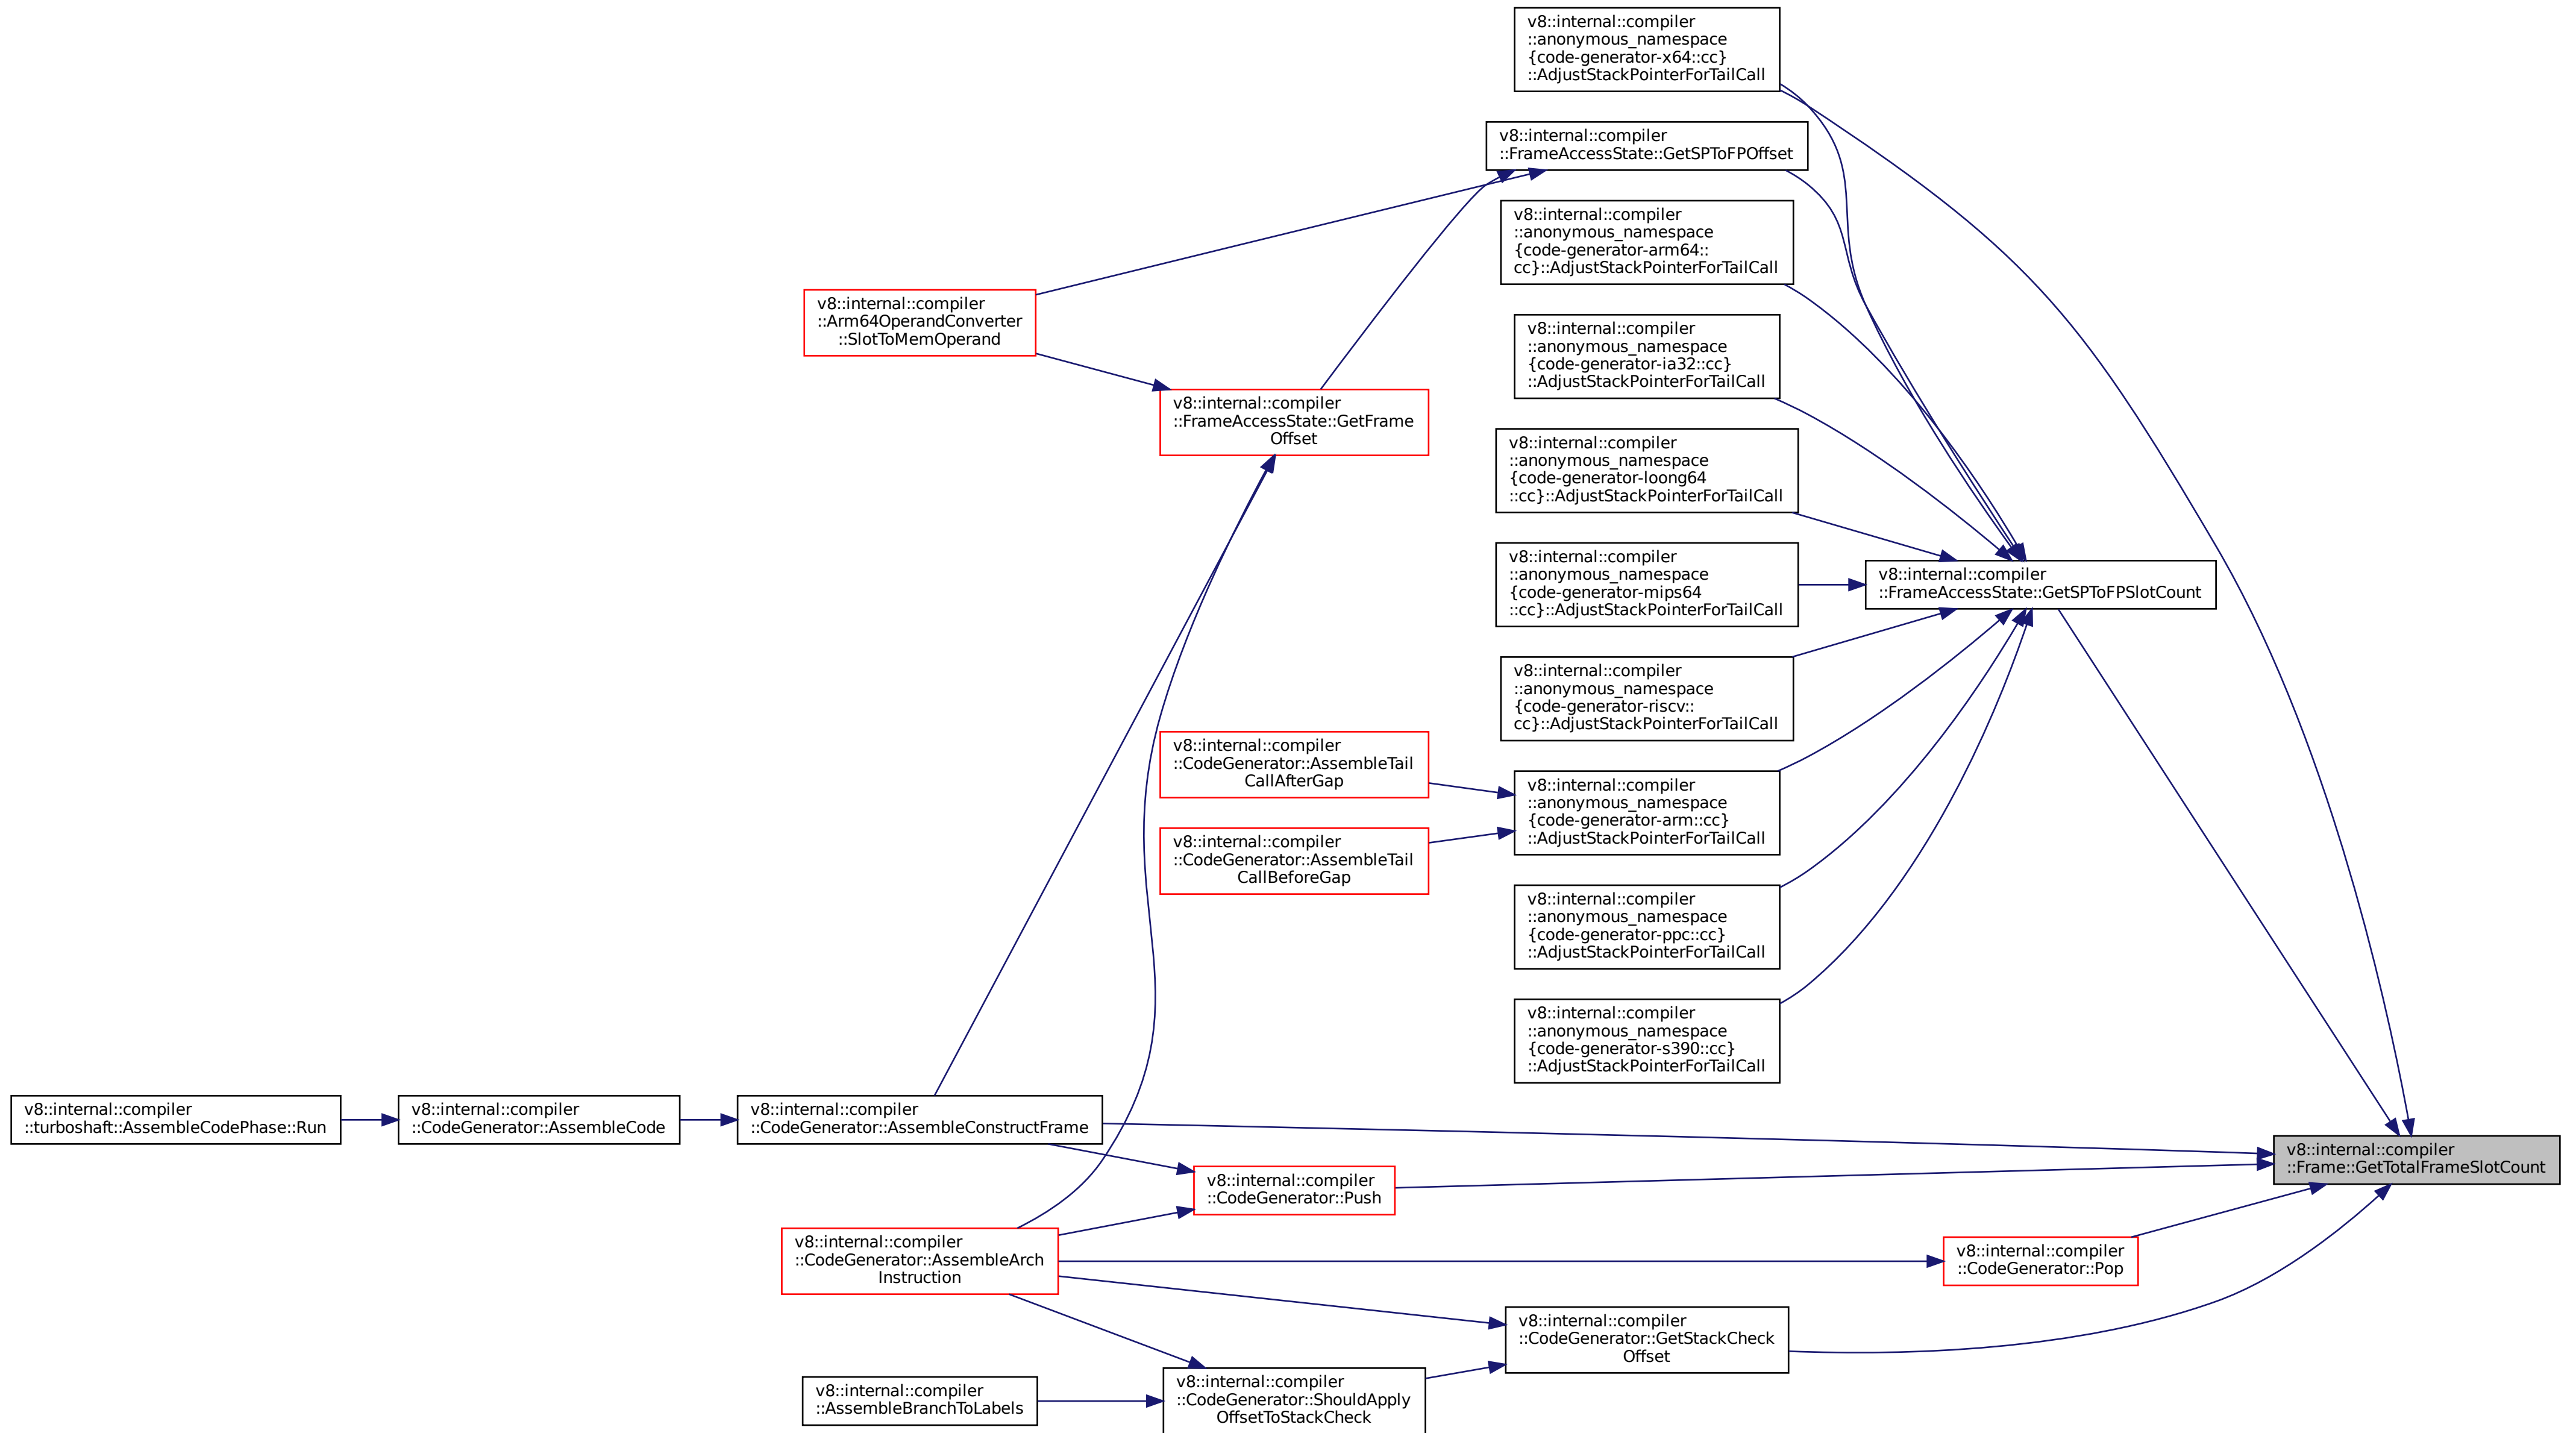 v8::internal::compiler
::anonymous_namespace
{code-generator-x64::cc}
::AdjustStackPointerForTailCall
v8::internal::compiler
::FrameAccessState::GetSPToFPOffset
v8::internal::compiler
::anonymous_namespace
{code-generator-arm64::
cc}::AdjustStackPointerForTailCall
v8::internal::compiler
::Arm64OperandConverter
::SlotToMemOperand
v8::internal::compiler
::anonymous_namespace
{code-generator-ia32::cc}
::AdjustStackPointerForTailCall
v8::internal::compiler
::FrameAccessState::GetFrame
Offset
v8::internal::compiler
::anonymous_namespace
{code-generator-loong64
::cc}::AdjustStackPointerForTailCall
v8::internal::compiler
::anonymous_namespace
{code-generator-mips64
::cc}::AdjustStackPointerForTailCall
v8::internal::compiler
::FrameAccessState::GetSPToFPSlotCount
v8::internal::compiler
::anonymous_namespace
{code-generator-riscv::
cc}::AdjustStackPointerForTailCall
v8::internal::compiler
::CodeGenerator::AssembleTail
CallAfterGap
v8::internal::compiler
::anonymous_namespace
{code-generator-arm::cc}
::AdjustStackPointerForTailCall
v8::internal::compiler
::CodeGenerator::AssembleTail
CallBeforeGap
v8::internal::compiler
::anonymous_namespace
{code-generator-ppc::cc}
::AdjustStackPointerForTailCall
v8::internal::compiler
::anonymous_namespace
{code-generator-s390::cc}
::AdjustStackPointerForTailCall
v8::internal::compiler
::turboshaft::AssembleCodePhase::Run
v8::internal::compiler
::CodeGenerator::AssembleCode
v8::internal::compiler
::CodeGenerator::AssembleConstructFrame
v8::internal::compiler
::Frame::GetTotalFrameSlotCount
v8::internal::compiler
::CodeGenerator::Push
v8::internal::compiler
::CodeGenerator::AssembleArch
Instruction
v8::internal::compiler
::CodeGenerator::Pop
v8::internal::compiler
::CodeGenerator::GetStackCheck
Offset
v8::internal::compiler
::AssembleBranchToLabels
v8::internal::compiler
::CodeGenerator::ShouldApply
OffsetToStackCheck